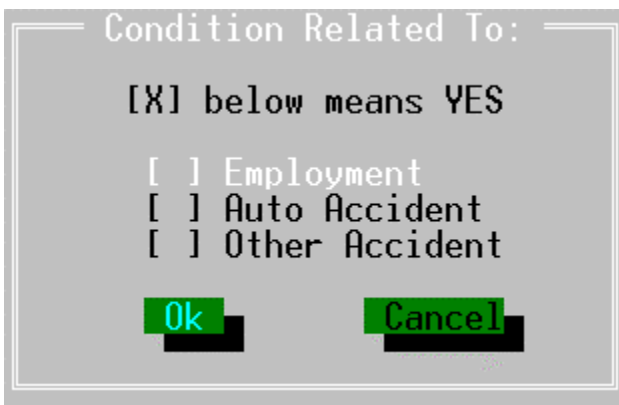 Condition Related To:
[X] below means YES
[ ] Employment
[ ] Auto Accident
[ ] Other Accident
Ok Cancel